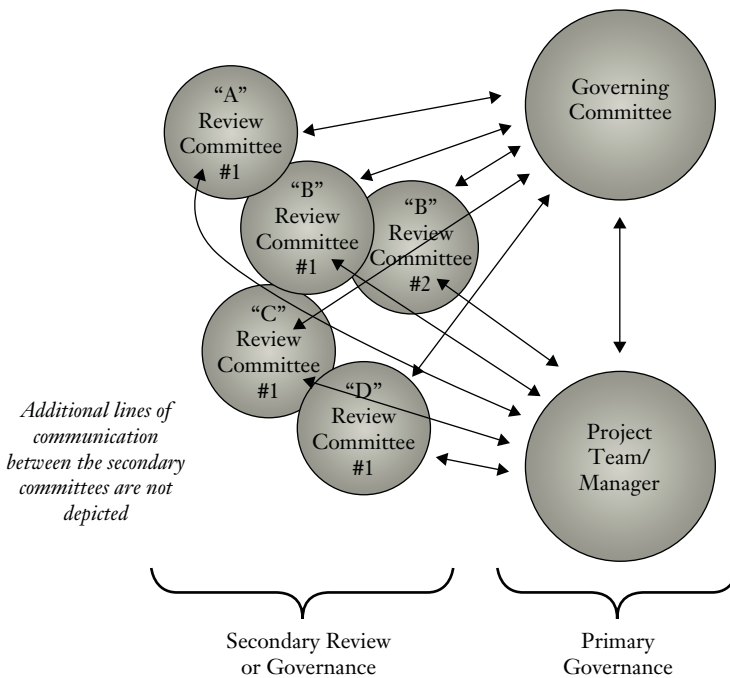 “A”
Review
Committee
#1
“B”
Review
Committee
#1
“B”
Review
Committee
#2
“C”
Review
Committee
#1
“D”
Review
Committee
#1
Governing
Committee
Project
Team/
Manager
Additional lines of
communication
between the secondary
committees are not
depicted
Secondary Review
or Governance
Primary
Governance